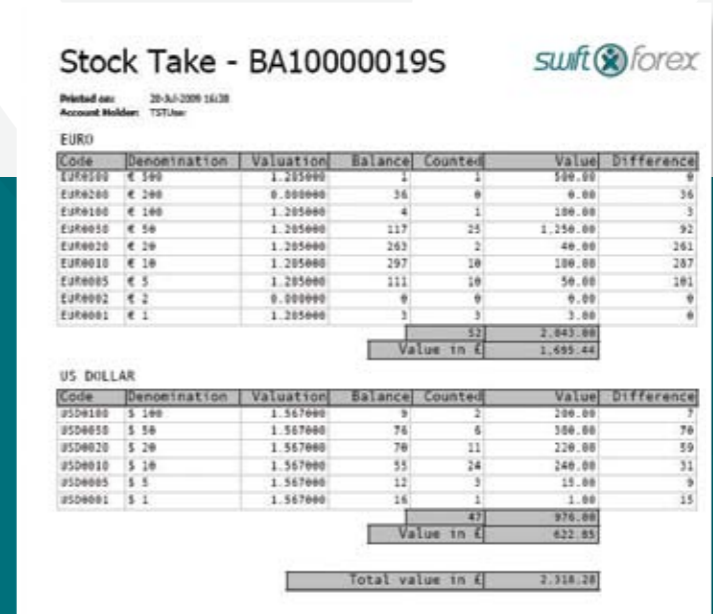 Stock Take - BA10000019S
swift forex
Printed on: 20-Jul-2009
Account Holder: TSTUser
EURO
Code Denomination Valuation Balance Counted Value Difference
EUR0500 € 500 1.205000 1 1 500.00 0
EUR0200 € 200 0.000000 36 0 0.00 36
EUR0100 € 100 1.205000 4 1 100.00 3
EUR0050 € 50 1.205000 117 25 1,250.00 92
EUR0020 € 20 1.205000 263 2 40.00 261
EUR0010 € 10 1.205000 297 10 100.00 287
EUR0005 € 5 1.205000 111 10 50.00 101
EUR0002 € 2 0.000000 0 0 0.00 0
EUR0001 € 1 1.205000 3 3 3.00 0
52 2,043.00
Value in £ 1,695.44
US DOLLAR
Code Denomination Valuation Balance Counted Value Difference
USD0100 $ 100 1.567000 9 2 200.00 7
USD0050 $ 50 1.567000 76 6 300.00 70
USD0020 $ 20 1.567000 70 11 220.00 59
USD0010 $ 10 1.567000 55 24 240.00 31
USD0005 $ 5 1.567000 12 3 15.00 9
USD0001 $ 1 1.567000 16 1 1.00 15
47 976.00
Value in £ 622.85
Total value in £ 2,318.28